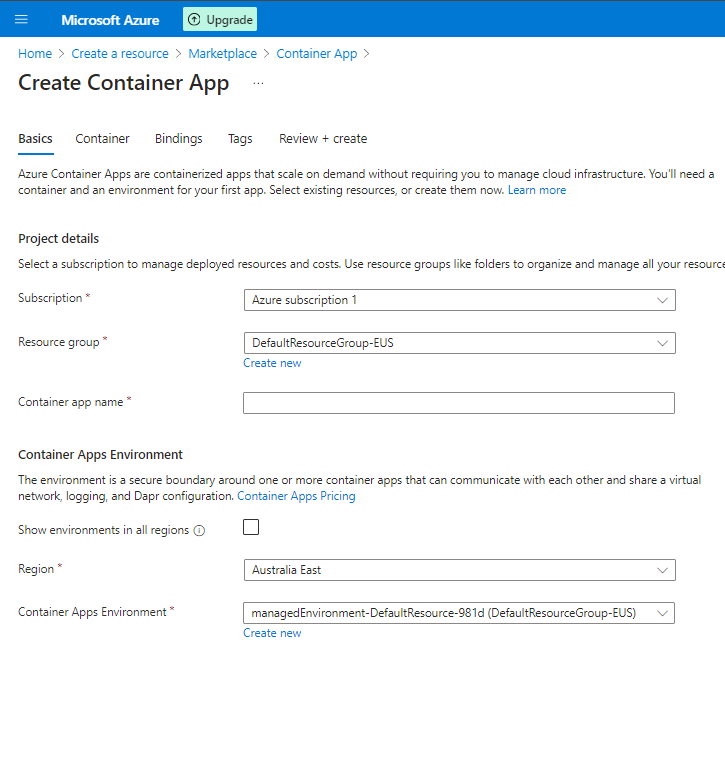 Microsoft Azure Upgrade
Home > Create a resource > Marketplace > Container App >
Create Container App ...
Basics Container Bindings Tags Review + create
Azure Container Apps are containerized apps that scale on demand without requiring you to manage cloud infrastructure. You'll need a
container and an environment for your first app. Select existing resources, or create them now. Learn more
Project details
Select a subscription to manage deployed resources and costs. Use resource groups like folders to organize and manage all your resource
Subscription * Azure subscription 1
Resource group * DefaultResourceGroup-EUS
Create new
Container app name *
Container Apps Environment
The environment is a secure boundary around one or more container apps that can communicate with each other and share a virtual
network, logging, and Dapr configuration. Container Apps Pricing
Show environments in all regions
Region * Australia East
Container Apps Environment * managedEnvironment-DefaultResource-981d (DefaultResourceGroup-EUS)
Create new